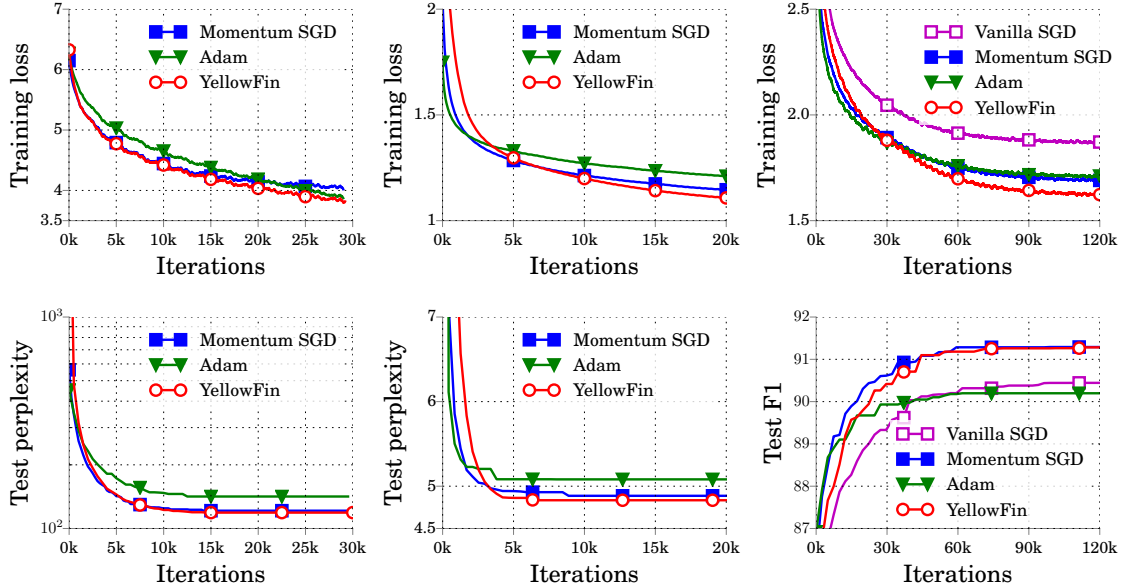 Training loss
7
6
5
4
3.5
0k 5k 10k 15k 20k 25k 30k
Iterations
Momentum SGD
Adam
YellowFin
Training loss
2
1.5
1
0k 5k 10k 15k 20k
Iterations
Momentum SGD
Adam
YellowFin
Training loss
2.5
2.0
1.5
0k 30k 60k 90k 120k
Iterations
Vanilla SGD
Momentum SGD
Adam
YellowFin
Test perplexity
10³
10²
0k 5k 10k 15k 20k 25k 30k
Iterations
Momentum SGD
Adam
YellowFin
Test perplexity
7
6
5
4.5
0k 5k 10k 15k 20k
Iterations
Momentum SGD
Adam
YellowFin
Test F1
92
91
90
89
88
87
0k 30k 60k 90k 120k
Iterations
Vanilla SGD
Momentum SGD
Adam
YellowFin